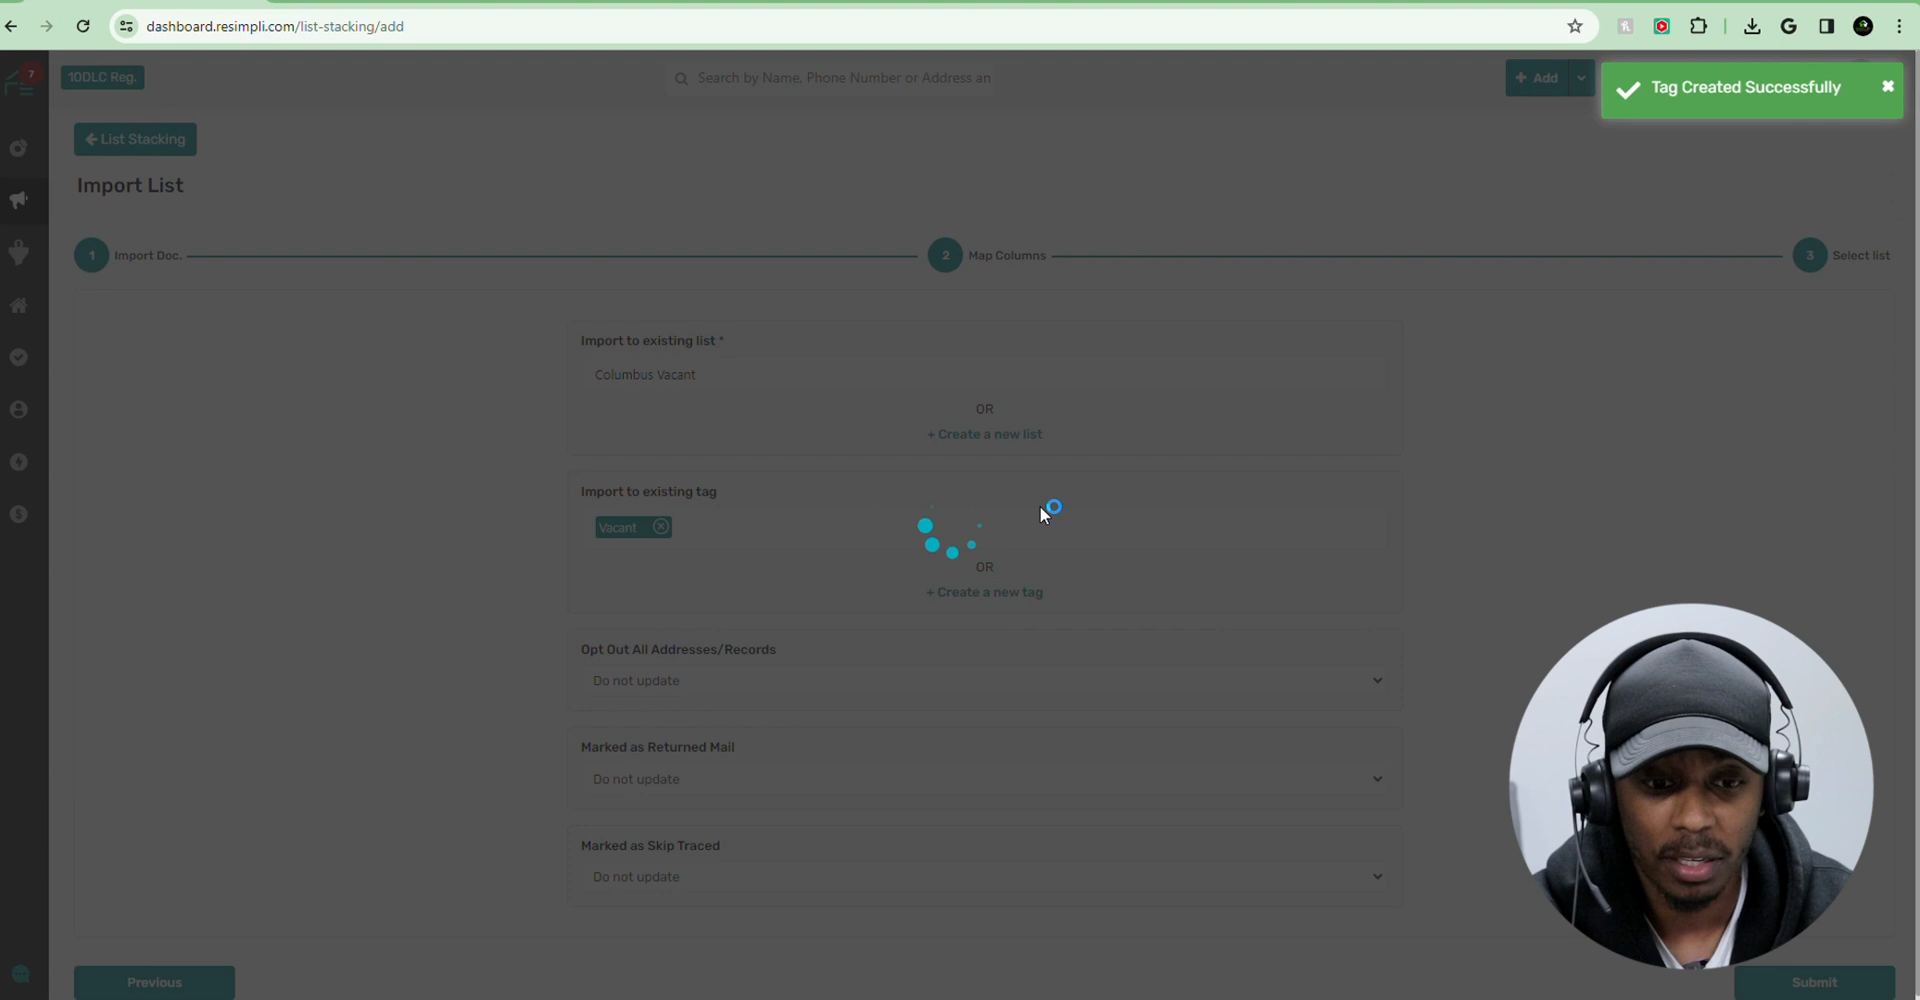 dashboard.resimpli.com/list-stacking/add
7
10DLC Reg.
Search by Name, Phone Number or Address an
+ Add
Tag Created Successfully
List Stacking
Import List
1 Import Doc.
2 Map Columns
3 Select list
Import to existing list *
Columbus Vacant
OR
+ Create a new list
Import to existing tag
Vacant
OR
+ Create a new tag
Opt Out All Addresses/Records
Do not update
Marked as Returned Mail
Do not update
Marked as Skip Traced
Do not update
Previous
Submit